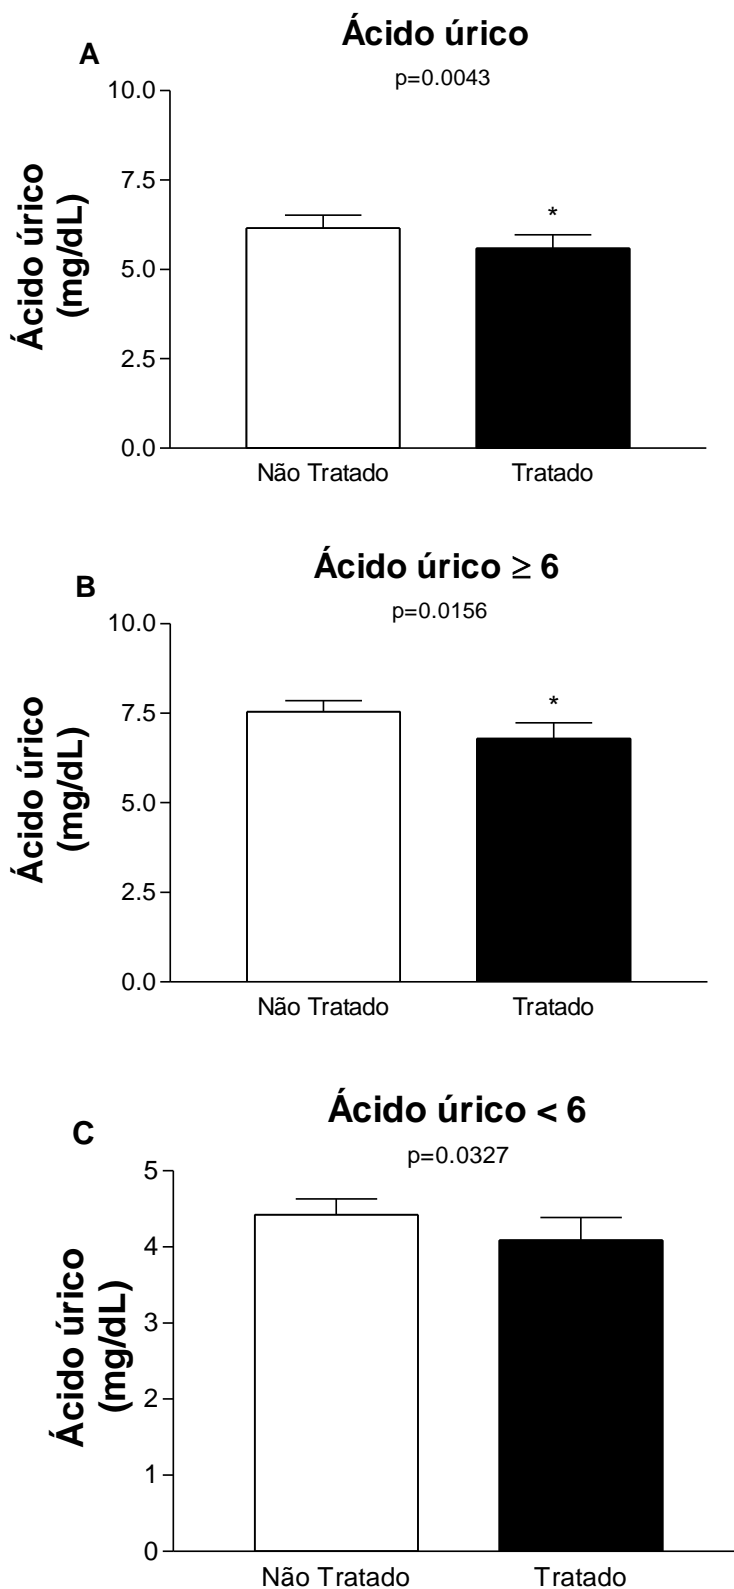 A
Ácido úrico
p=0.0043
10.0
7.5
5.0
2.5
0.0
Ácido úrico
(mg/dL)
*
Não Tratado
Tratado
B
Ácido úrico ≥ 6
p=0.0156
10.0
7.5
5.0
2.5
0.0
Ácido úrico
(mg/dL)
*
Não Tratado
Tratado
C
Ácido úrico < 6
p=0.0327
5
4
3
2
1
0
Ácido úrico
(mg/dL)
Não Tratado
Tratado